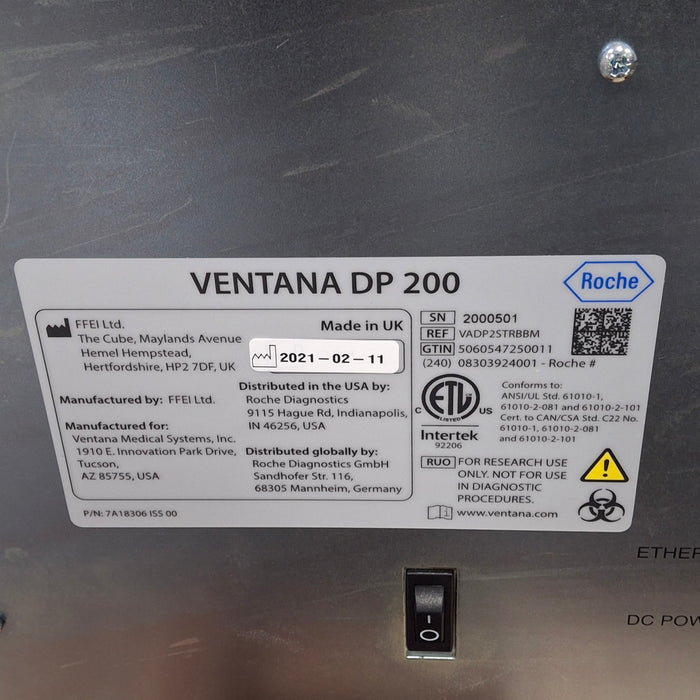 VENTANA DP 200
Roche
FFEI Ltd.
The Cube, Maylands Avenue
Hemel Hempstead,
Hertfordshire, HP2 7DF, UK
Made in UK
2021-02-11
Manufactured by: FFEI Ltd.
Manufactured for:
Ventana Medical Systems, Inc.
1910 E. Innovation Park Drive,
Tucson,
AZ 85755, USA
Distributed in the USA by:
Roche Diagnostics
9115 Hague Rd, Indianapolis,
IN 46256, USA
Distributed globally by:
Roche Diagnostics GmbH
Sandhofer Str. 116,
68305 Mannheim, Germany
P/N: 7A18306 ISS 00
SN 2000501
REF VADP2STRBBM
GTIN 5060547250011
(240) 08303924001 - Roche #
C ETL LISTED US
Intertek
92206
Conforms to:
ANSI/UL Std. 61010-1,
61010-2-081 and 61010-2-101
Cert. to CAN/CSA Std. C22 No.
61010-1, 61010-2-081
and 61010-2-101
RUO FOR RESEARCH USE
ONLY. NOT FOR USE
IN DIAGNOSTIC
PROCEDURES.
www.ventana.com
ETHER
DC POW